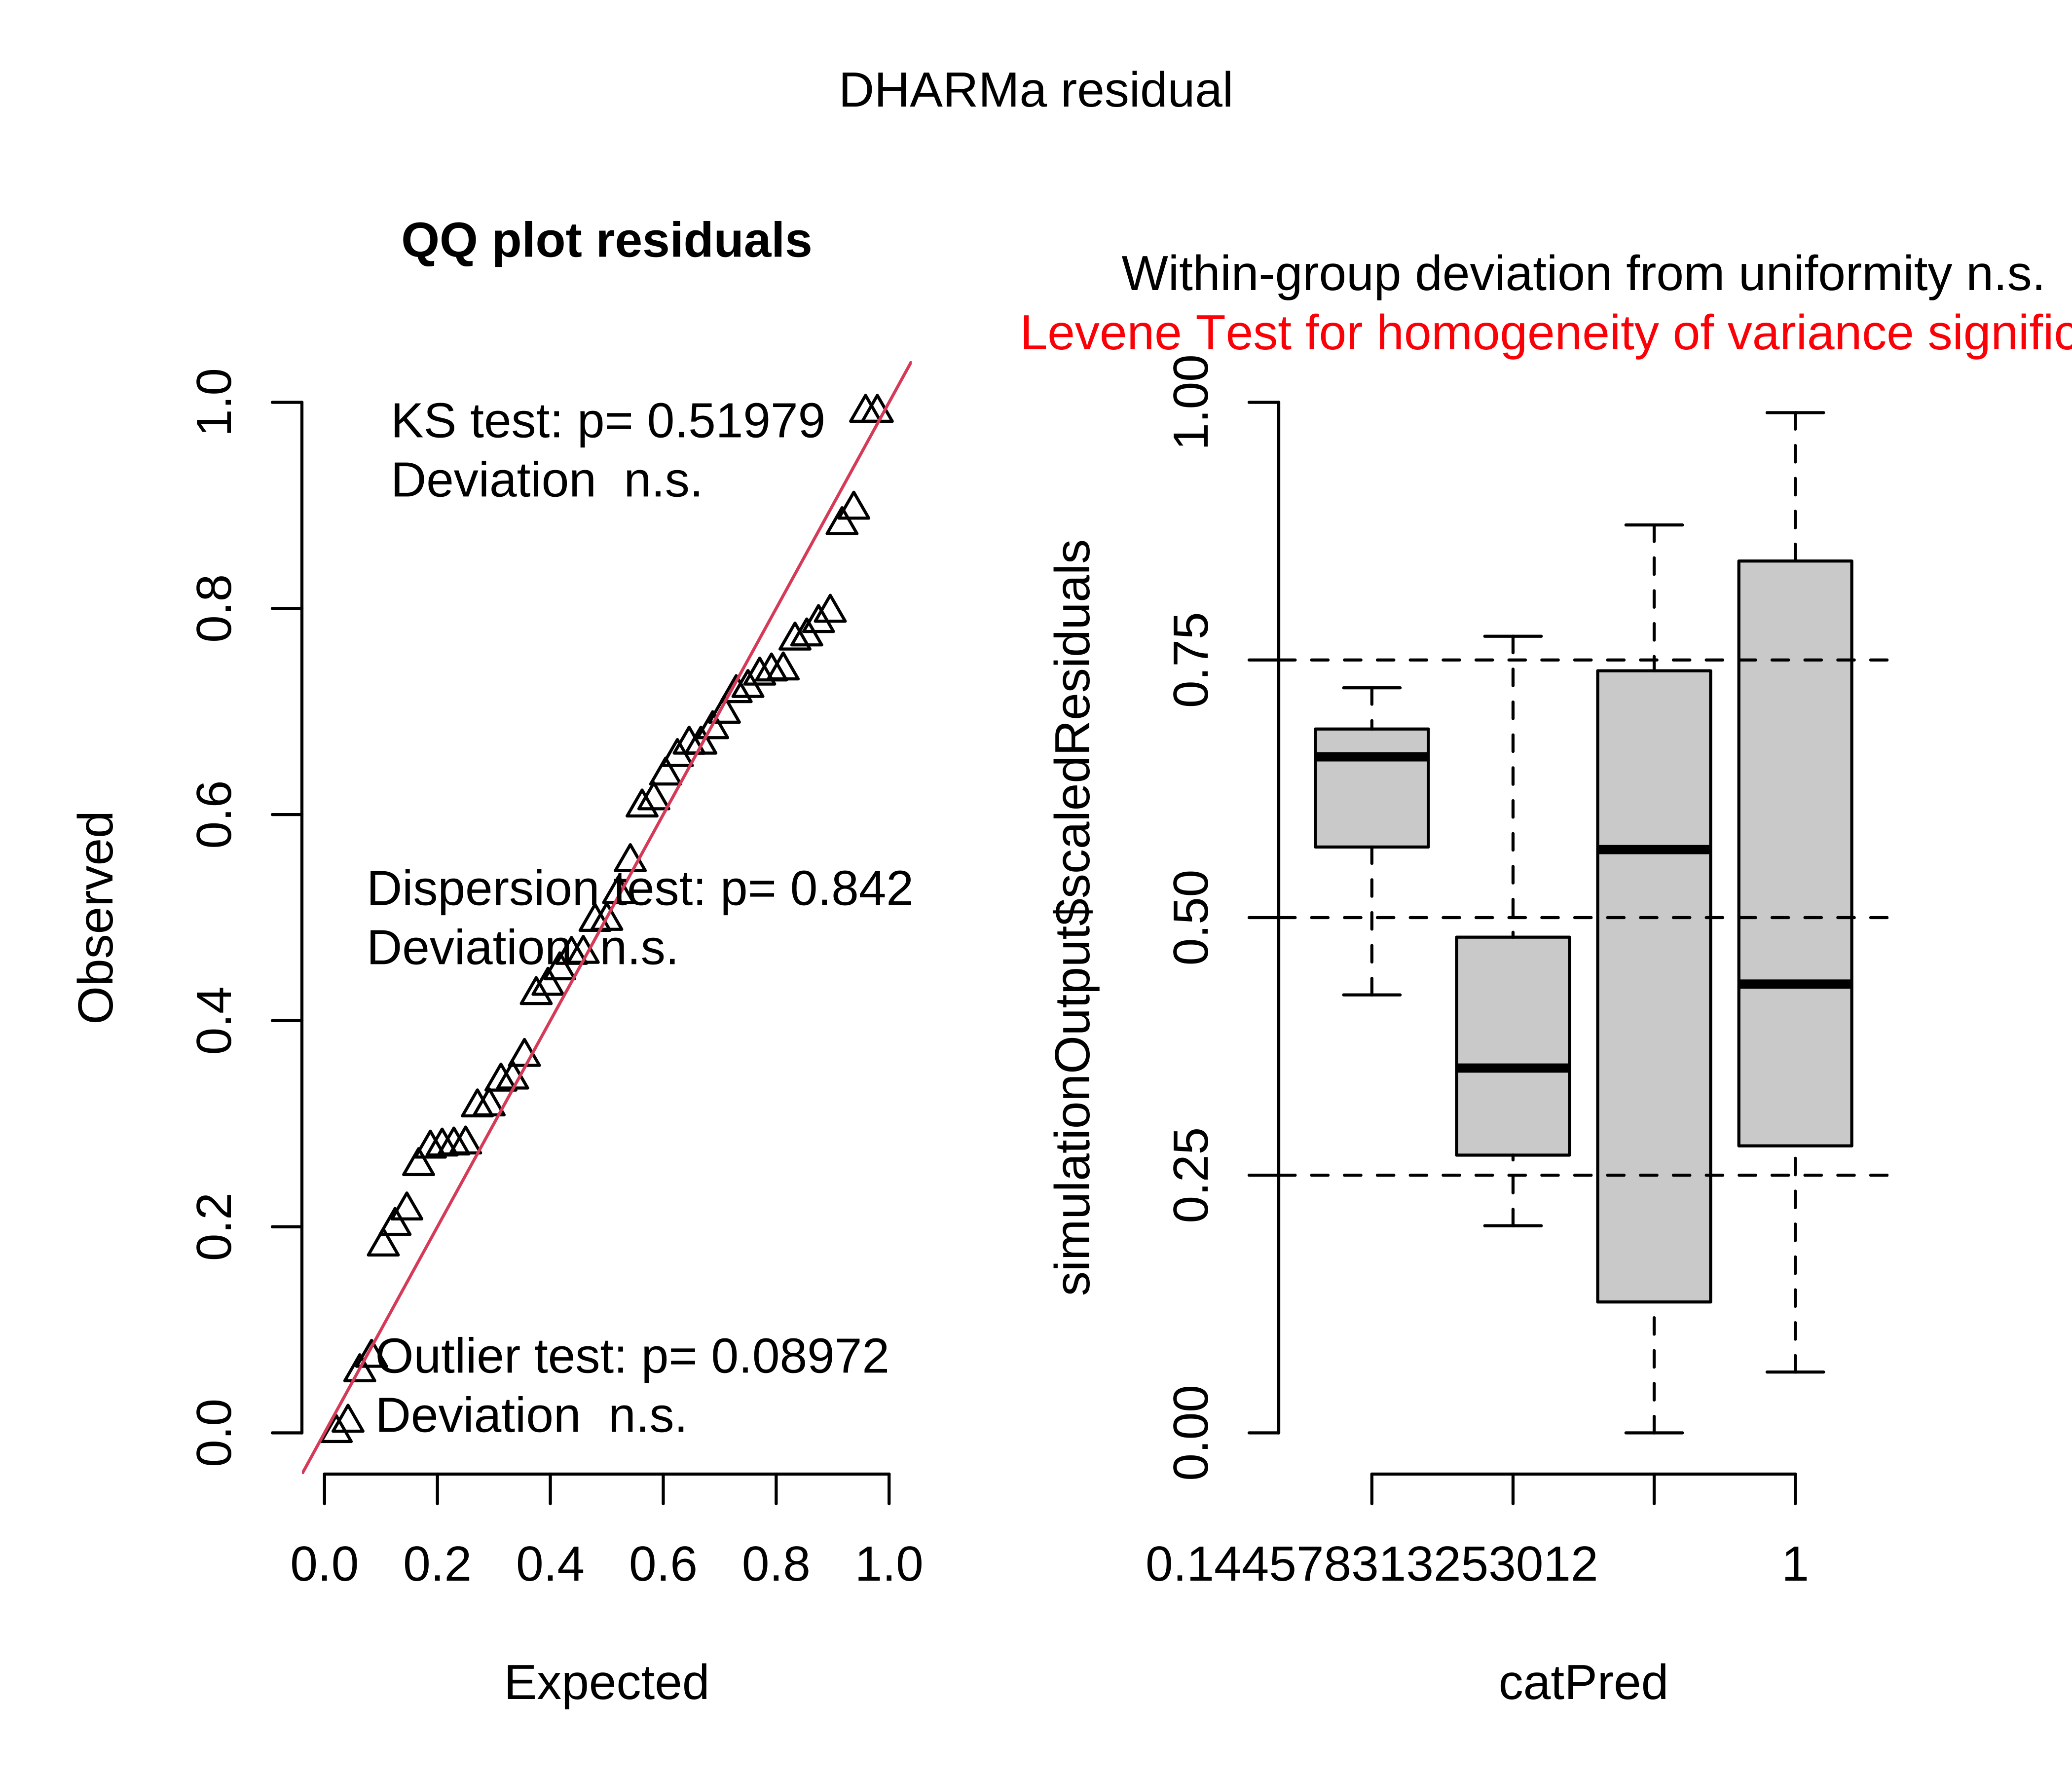 DHARMa residual
QQ plot residuals
KS test: p= 0.51979
Deviation  n.s.
Dispersion test: p= 0.842
Deviation  n.s.
Outlier test: p= 0.08972
Deviation  n.s.
Observed
0.0
0.2
0.4
0.6
0.8
1.0
0.0 0.2 0.4 0.6 0.8 1.0
Expected
Within-group deviation from uniformity n.s.
Levene Test for homogeneity of variance signific
simulationOutput$scaledResiduals
0.00
0.25
0.50
0.75
1.00
0.144578313253012 1
catPred